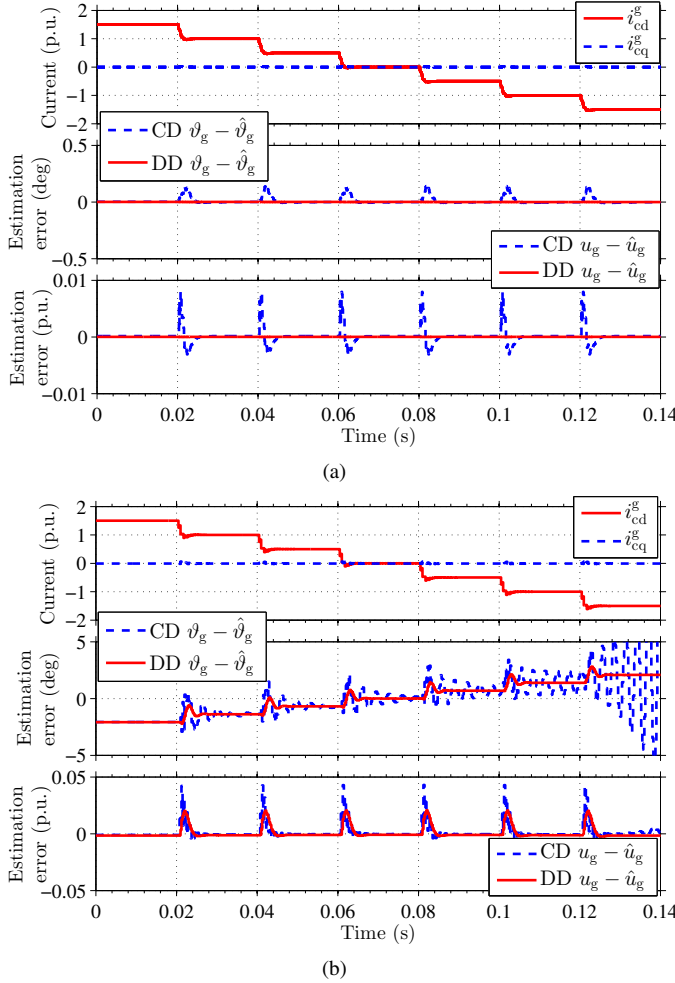 2
1
0
−1
−2
Current (p.u.)
i_cd^g
i_cq^g
CD ϑ_g − ϑ̂_g
DD ϑ_g − ϑ̂_g
0.5
0
−0.5
Estimation
error (deg)
CD u_g − û_g
DD u_g − û_g
0.01
0
−0.01
Estimation
error (p.u.)
0 0.02 0.04 0.06 0.08 0.1 0.12 0.14
Time (s)
(a)
2
1
0
−1
−2
Current (p.u.)
i_cd^g
i_cq^g
CD ϑ_g − ϑ̂_g
DD ϑ_g − ϑ̂_g
5
0
−5
Estimation
error (deg)
0.05
0
−0.05
Estimation
error (p.u.)
CD u_g − û_g
DD u_g − û_g
0 0.02 0.04 0.06 0.08 0.1 0.12 0.14
Time (s)
(b)